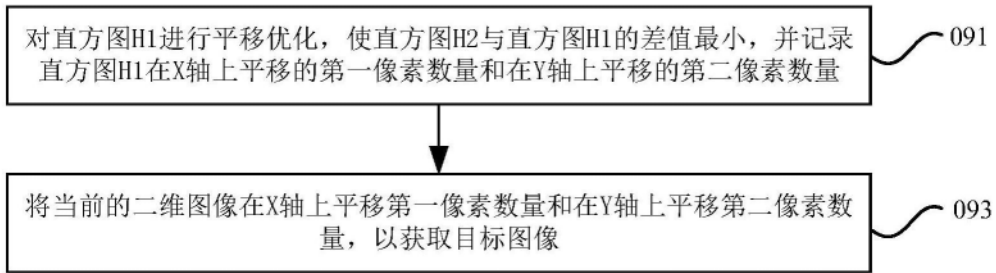 对直方图H1进行平移优化，使直方图H2与直方图H1的差值最小，并记录
直方图H1在X轴上平移的第一像素数量和在Y轴上平移的第二像素数量
091
将当前的二维图像在X轴上平移第一像素数量和在Y轴上平移第二像素数
量，以获取目标图像
093